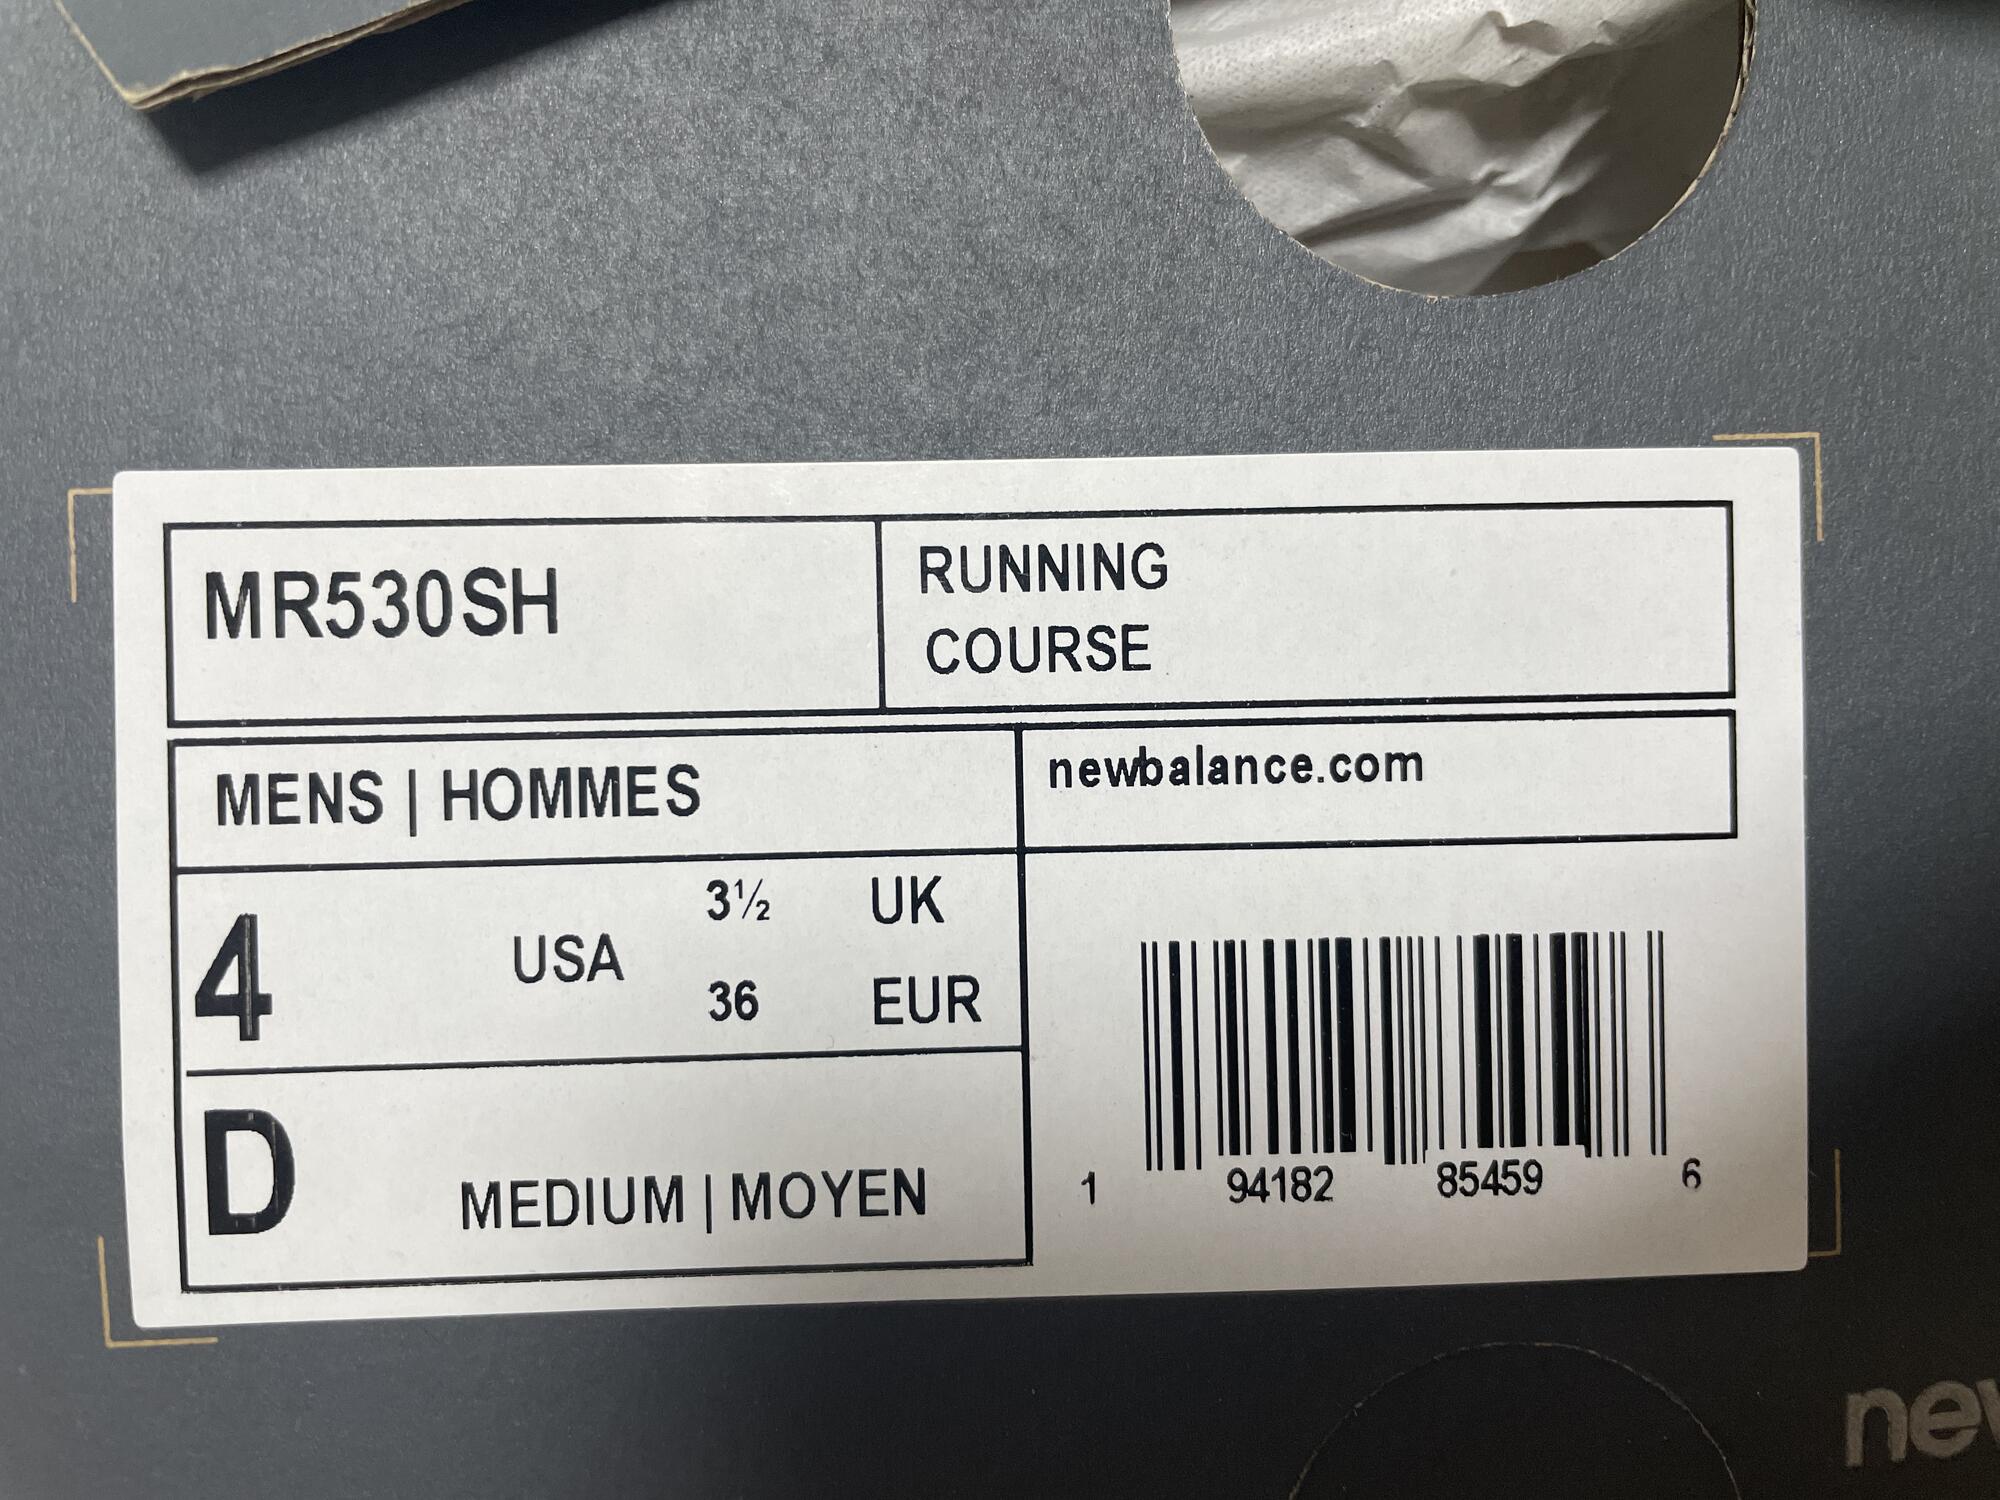 MR530SH
RUNNING
COURSE
MENS | HOMMES
newbalance.com
4 USA
3½ UK
36 EUR
D
MEDIUM | MOYEN
1 94182 85459 6